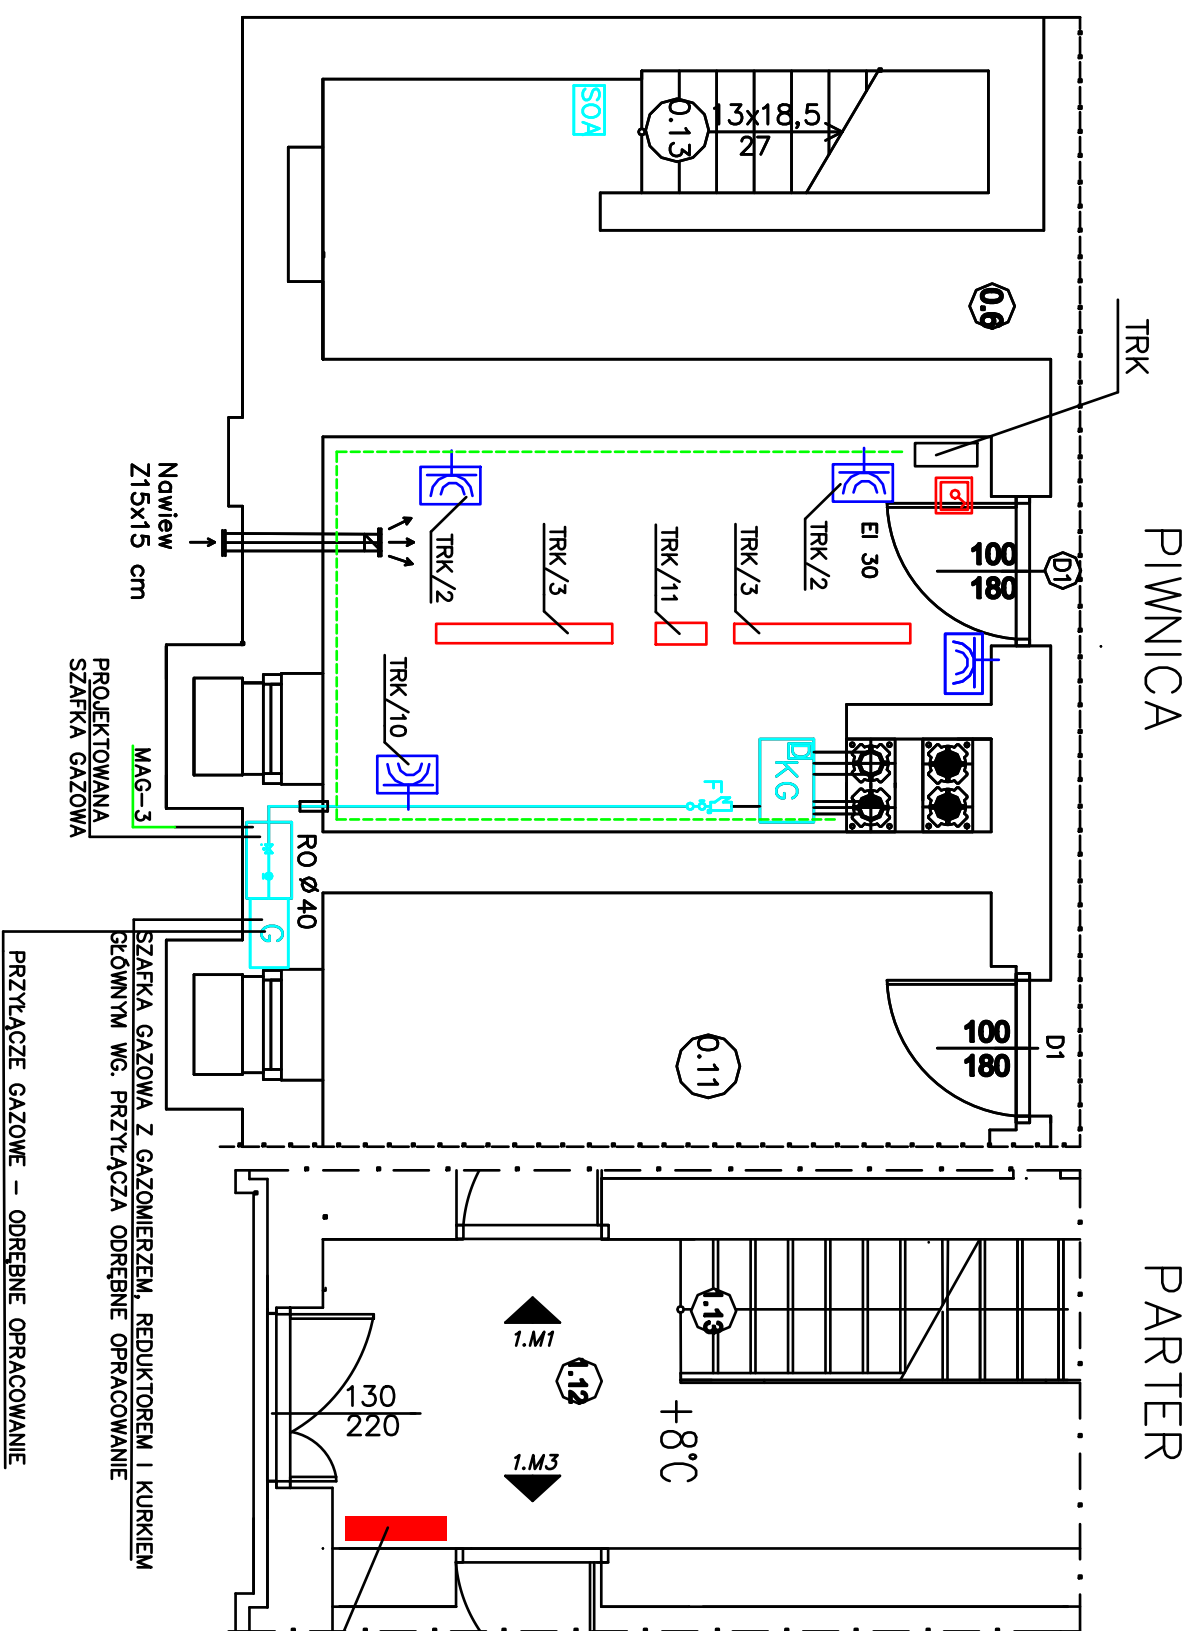 PIWNICA
PARTER
TRK
0.6
13x18,5
27
0.13
SOA
D1
100
180
EI 30
TRK/2
TRK/3
TRK/11
TRK/3
TRK/2
TRK/10
Nawiew
Z15x15 cm
D
KG
F
MAG-3
PROJEKTOWANA
SZAFKA GAZOWA
RO Ø 40
G
D1
100
180
0.11
SZAFKA GAZOWA Z GAZOMIERZEM, REDUKTOREM I KURKIEM
GŁÓWNYM WG. PRZYŁĄCZA ODRĘBNE OPRACOWANIE
PRZYŁĄCZE GAZOWE - ODRĘBNE OPRACOWANIE
1.13
1.M1
1.12
+8°C
130
220
1.M3